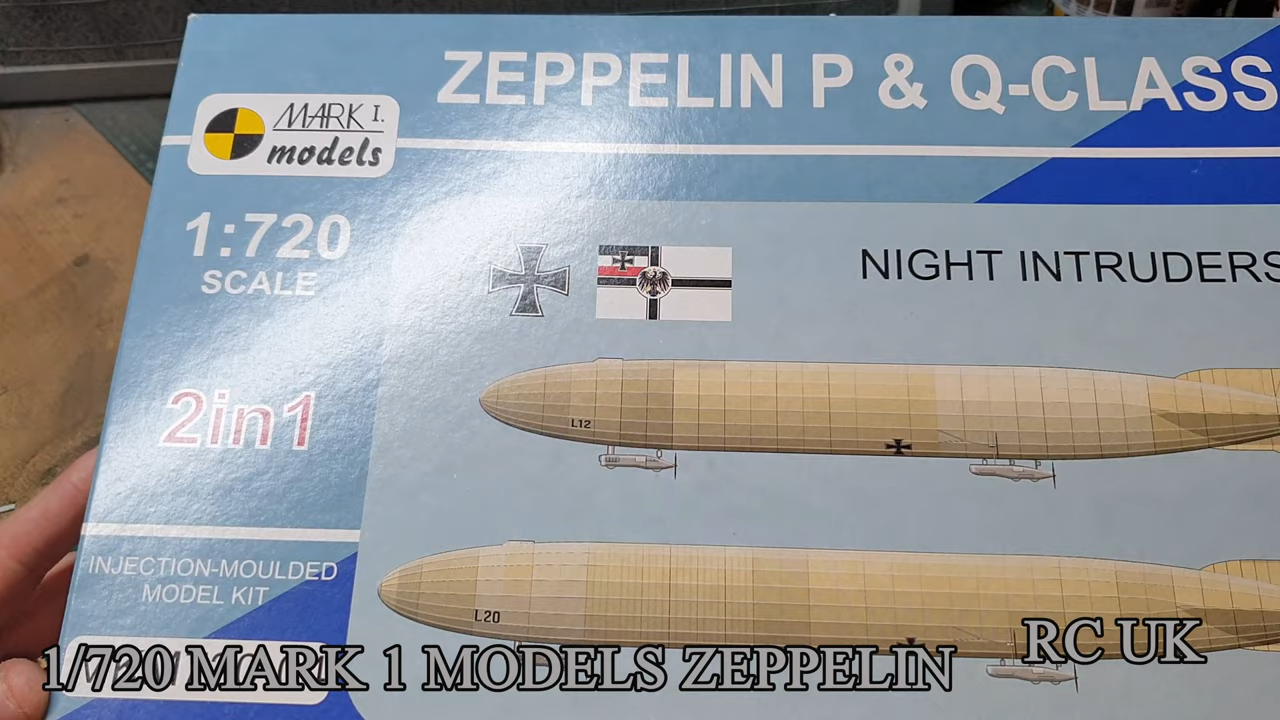 ZEPPELIN P & Q-CLASS
MARK I.
models
1:720
SCALE
NIGHT INTRUDERS
2in1
L12
INJECTION-MOULDED
MODEL KIT
L20
RC UK
1/720 MARK 1 MODELS ZEPPELIN